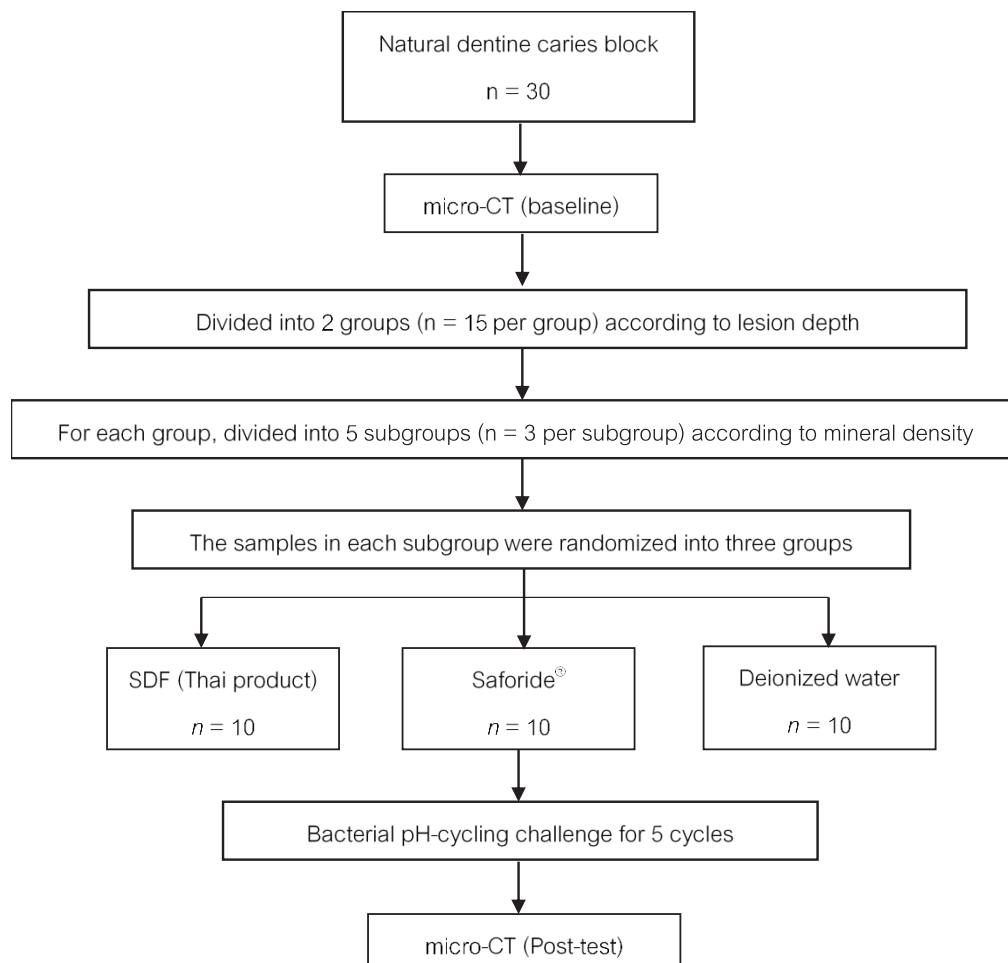 Natural dentine caries block
n = 30
micro-CT (baseline)
Divided into 2 groups (n = 15 per group) according to lesion depth
For each group, divided into 5 subgroups (n = 3 per subgroup) according to mineral density
The samples in each subgroup were randomized into three groups
SDF (Thai product)
n = 10
Saforide®
n = 10
Deionized water
n = 10
Bacterial pH-cycling challenge for 5 cycles
micro-CT (Post-test)